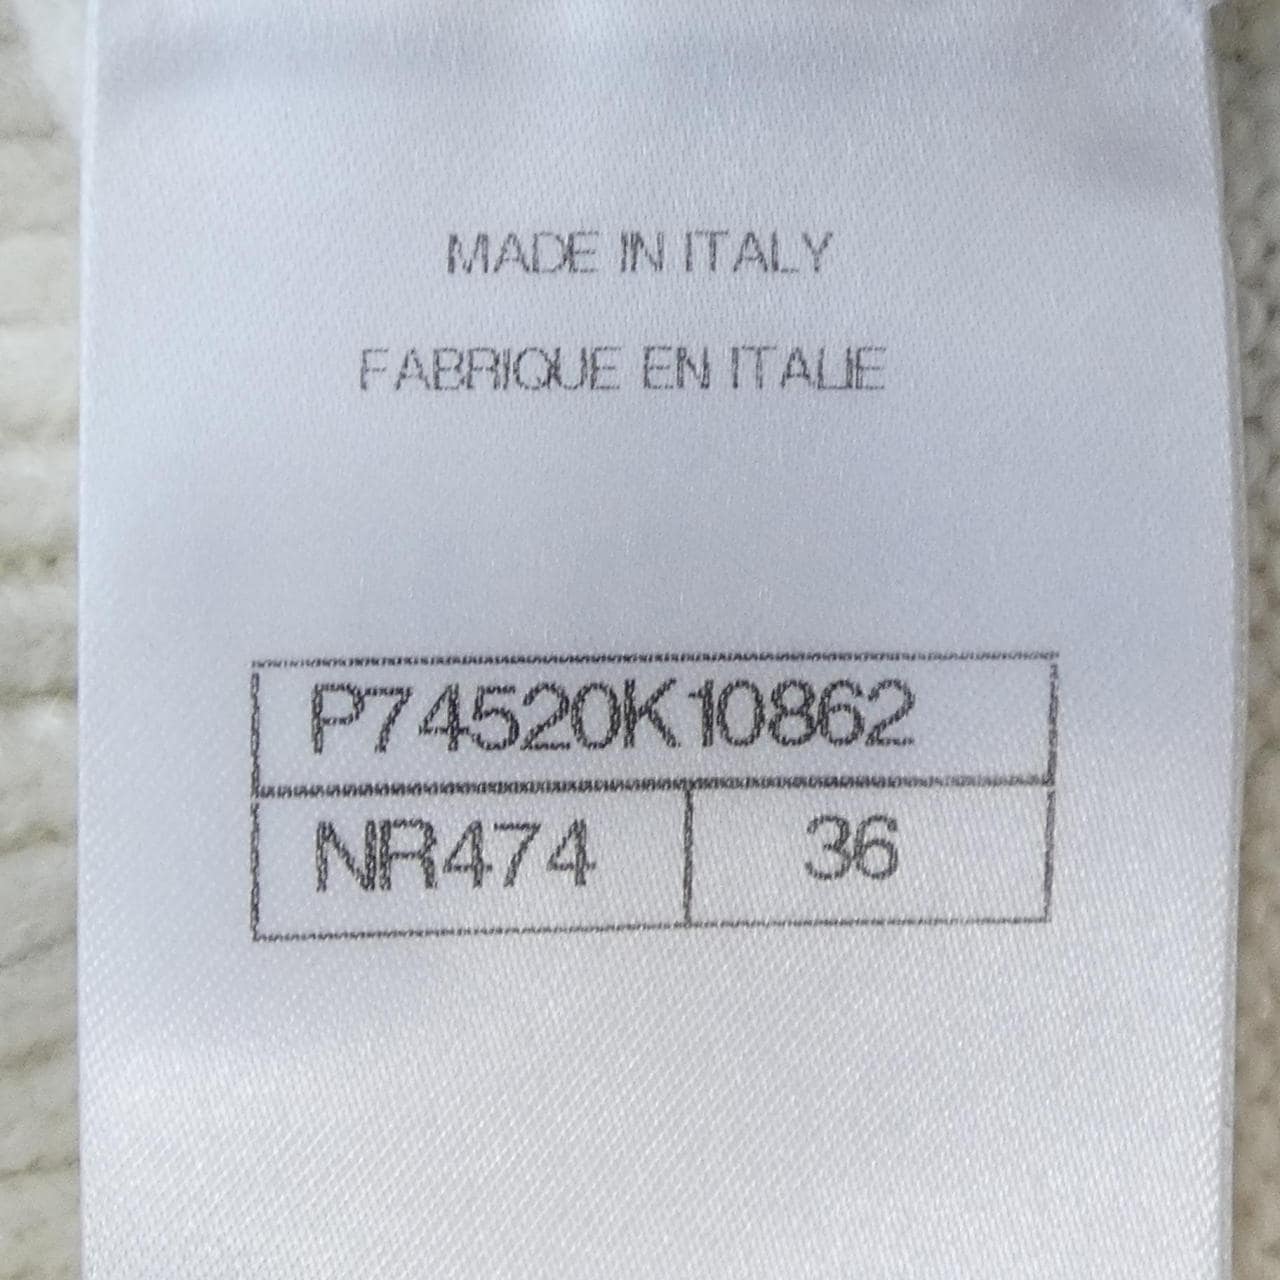 MADE IN ITALY
FABRIQUE EN ITALIE
P74520K10862
NR474 36